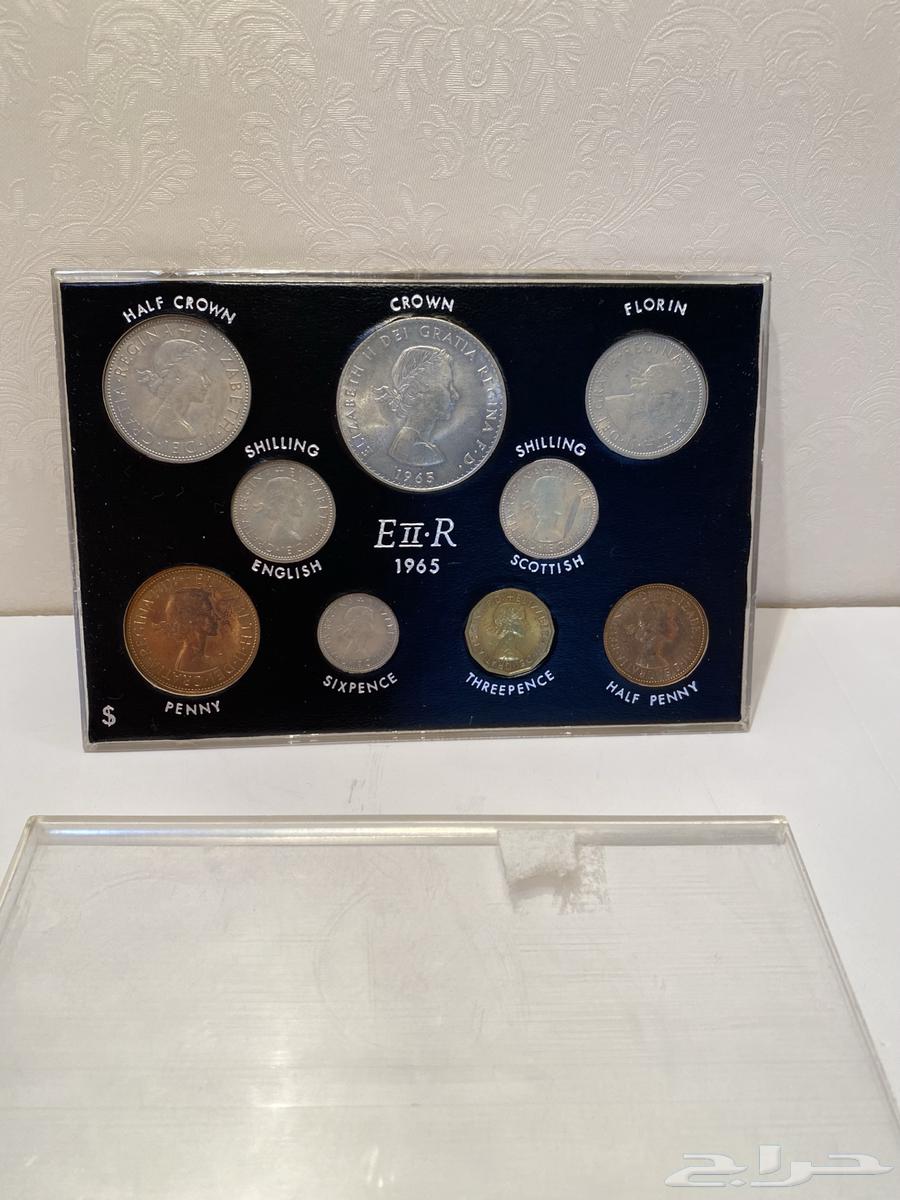 HALF CROWN
CROWN
FLORIN
ELIZABETH II DEI GRATIA REGINA F.D.
1965
SHILLING
SHILLING
E II·R
1965
ENGLISH
SCOTTISH
PENNY
SIXPENCE
THREEPENCE
HALF PENNY
$
حراج